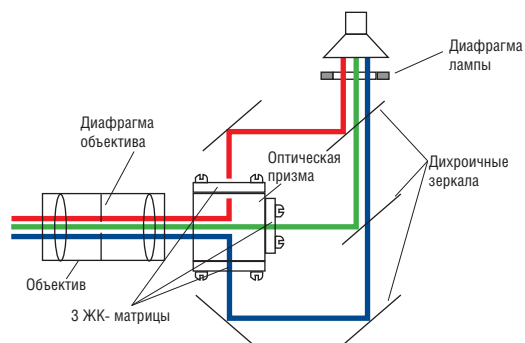 Диафрагма
лампы
Диафрагма
объектива
Оптическая
призма
Дихроичные
зеркала
Объектив
3 ЖК- матрицы